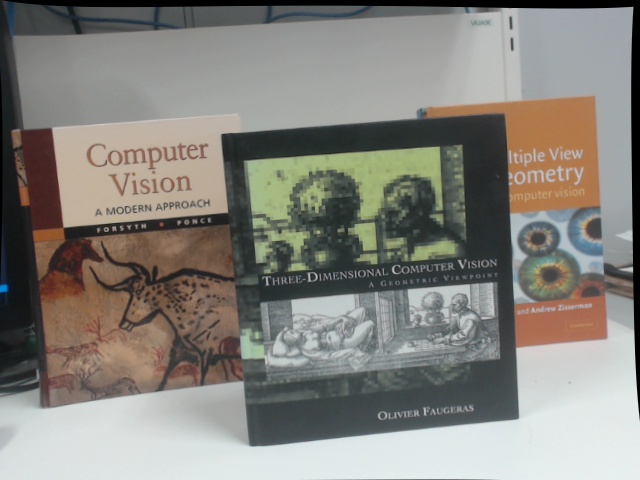 Computer
Vision
A MODERN APPROACH
FORSYTH • PONCE
THREE-DIMENSIONAL COMPUTER VISION
A GEOMETRIC VIEWPOINT
OLIVIER FAUGERAS
ltiple View
eometry
omputer vision
and Andrew Zisserman